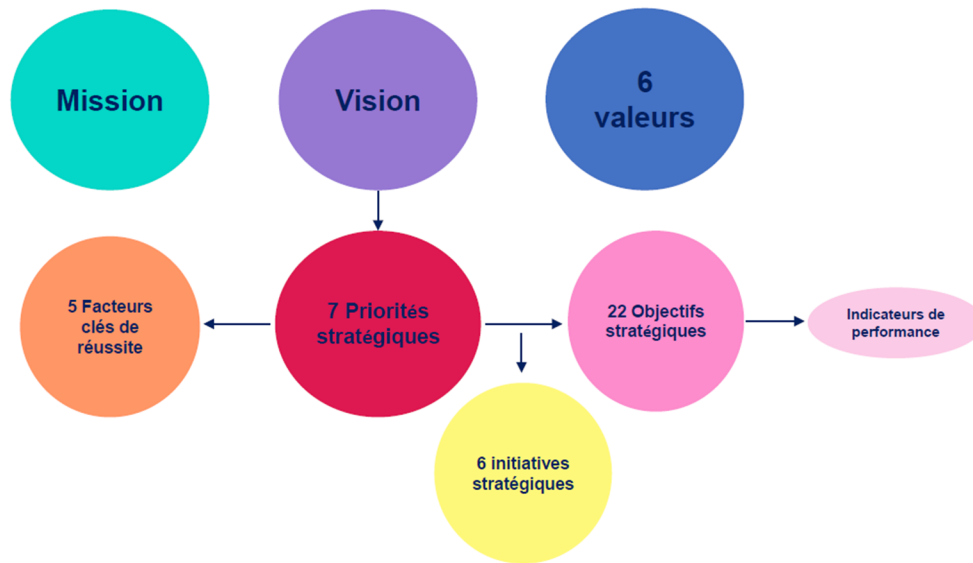 Mission
Vision
6
valeurs
5 Facteurs
clés de
réussite
7 Priorités
stratégiques
22 Objectifs
stratégiques
Indicateurs de
performance
6 initiatives
stratégiques